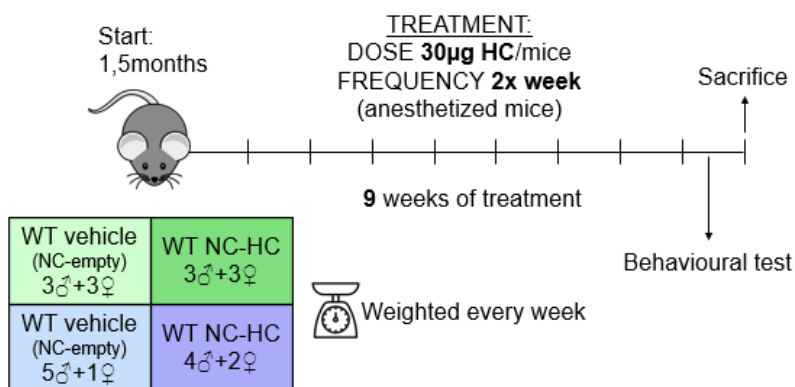 Start:
1,5months
TREATMENT:
DOSE 30µg HC/mice
FREQUENCY 2x week
(anesthetized mice)
Sacrifice
9 weeks of treatment
Behavioural test
WT vehicle
(NC-empty)
3♂+3♀
WT NC-HC
3♂+3♀
WT vehicle
(NC-empty)
5♂+1♀
WT NC-HC
4♂+2♀
Weighted every week